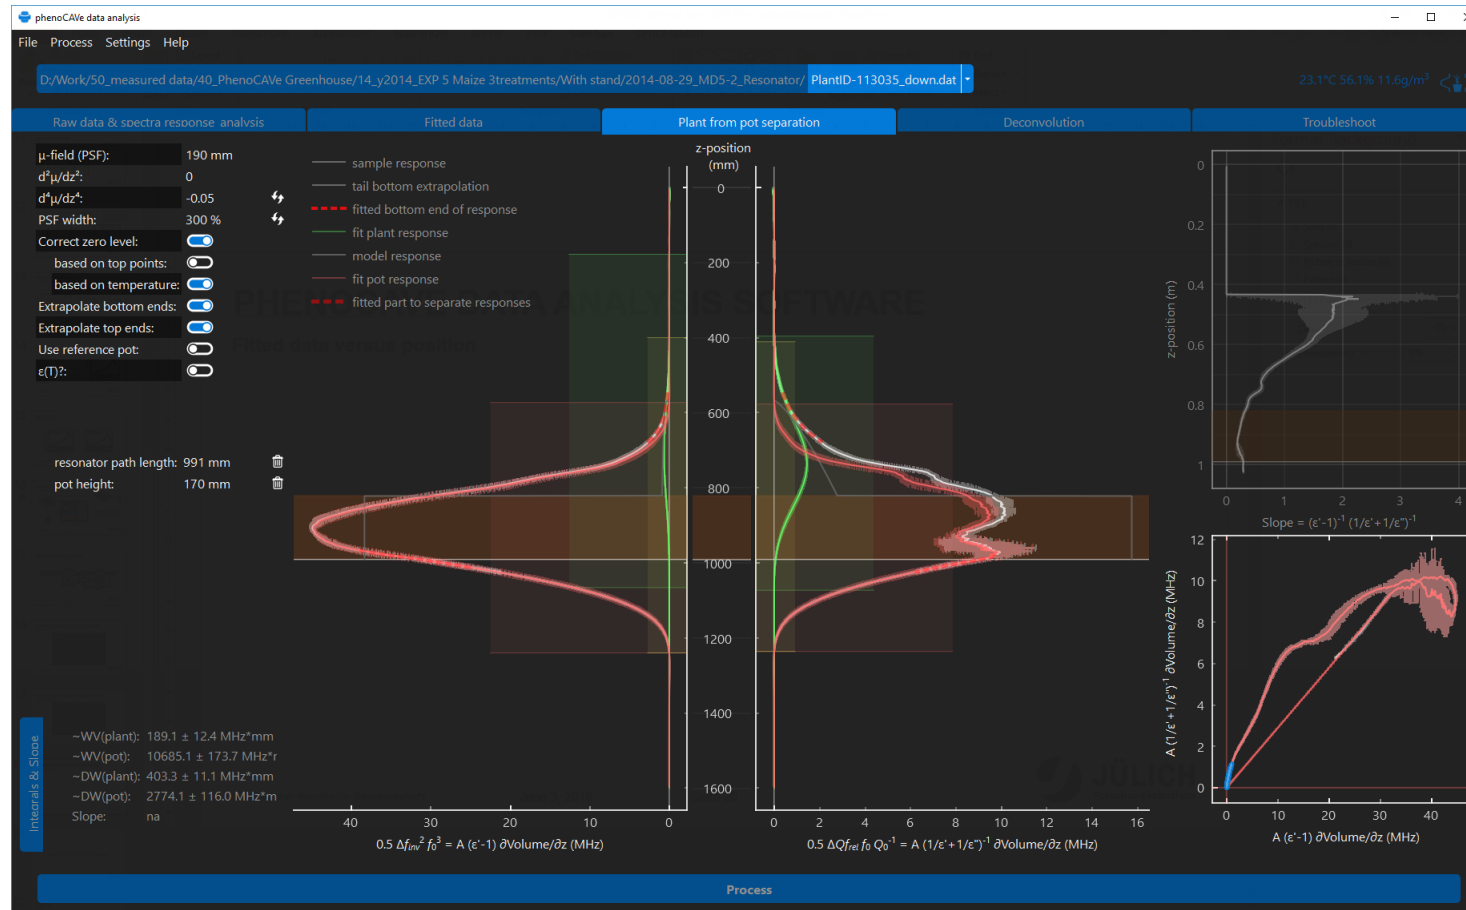 phenoCAVe data analysis
File Process Settings Help
D:/Work/50_measured data/40_PhenoCAVe Greenhouse/14_y2014_EXP 5 Maize 3treatments/With stand/2014-08-29_MD5-2_Resonator/ PlantID-113035_down.dat
23.1°C 56.1% 11.6g/m³
Raw data & spectra response analysis Fitted data Plant from pot separation Deconvolution Troubleshoot
μ-field (PSF): 190 mm
d²μ/dz²: 0
d⁴μ/dz⁴: -0.05
PSF width: 300 %
Correct zero level:
based on top points:
based on temperature:
Extrapolate bottom ends:
Extrapolate top ends:
Use reference pot:
ε(T)?:
resonator path length: 991 mm
pot height: 170 mm
sample response
tail bottom extrapolation
fitted bottom end of response
fit plant response
model response
fit pot response
fitted part to separate responses
PHENOCAVE DATA ANALYSIS SOFTWARE
Fitted data versus position
z-position
(mm)
0
200
400
600
800
1000
1200
1400
1600
40 30 20 10 0
0.5 Δf_inv² f₀³ = A (ε'-1) ∂Volume/∂z (MHz)
0 2 4 6 8 10 12 14 16
0.5 ΔQf_rel f₀ Q₀⁻¹ = A (1/ε'+1/ε")⁻¹ ∂Volume/∂z (MHz)
z-position (m)
0
0.2
0.4
0.6
0.8
1
0 1 2 3 4
Slope = (ε'-1)⁻¹ (1/ε'+1/ε")⁻¹
A (1/ε'+1/ε")⁻¹ ∂Volume/∂z (MHz)
12
10
8
6
4
2
0
0 10 20 30 40
A (ε'-1) ∂Volume/∂z (MHz)
Integrals & Slope
~WV(plant): 189.1 ± 12.4 MHz*mm
~WV(pot): 10685.1 ± 173.7 MHz*r
~DW(plant): 403.3 ± 11.1 MHz*mm
~DW(pot): 2774.1 ± 116.0 MHz*m
Slope: na
JÜLICH
Process